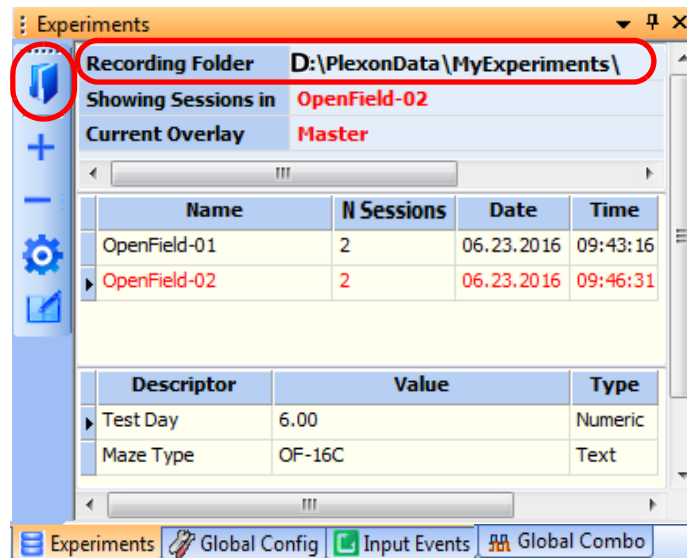 Experiments
Recording Folder D:\PlexonData\MyExperiments\
Showing Sessions in OpenField-02
Current Overlay Master
Name N Sessions Date Time
OpenField-01 2 06.23.2016 09:43:16
OpenField-02 2 06.23.2016 09:46:31
Descriptor Value Type
Test Day 6.00 Numeric
Maze Type OF-16C Text
Experiments Global Config Input Events Global Combo